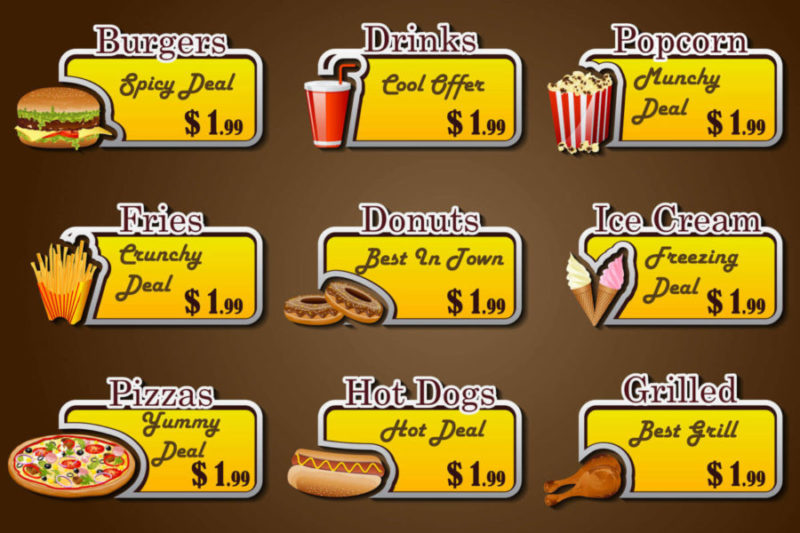 Burgers
Spicy Deal
$ 1.99
Drinks
Cool Offer
$ 1.99
Popcorn
Munchy
Deal
$ 1.99
Fries
Crunchy
Deal
$ 1.99
Donuts
Best In Town
$ 1.99
Ice Cream
Freezing
Deal
$ 1.99
Pizzas
Yummy
Deal
$ 1.99
Hot Dogs
Hot Deal
$ 1.99
Grilled
Best Grill
$ 1.99